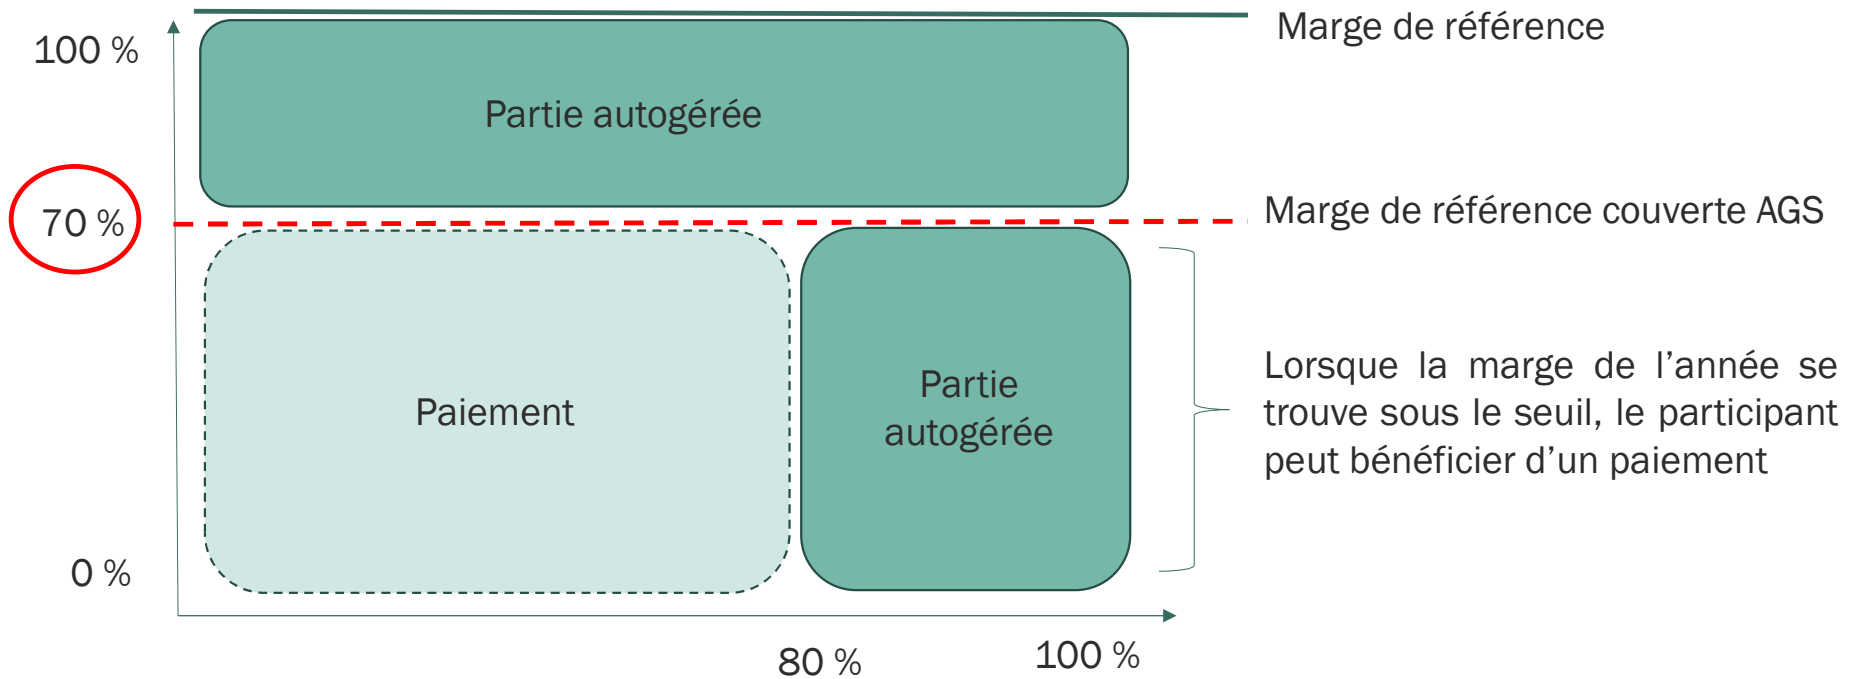 Marge de référence
100 %
Partie autogérée
70 %
Marge de référence couverte AGS
Paiement
Partie
autogérée
Lorsque la marge de l’année se
trouve sous le seuil, le participant
peut bénéficier d’un paiement
0 %
80 %
100 %